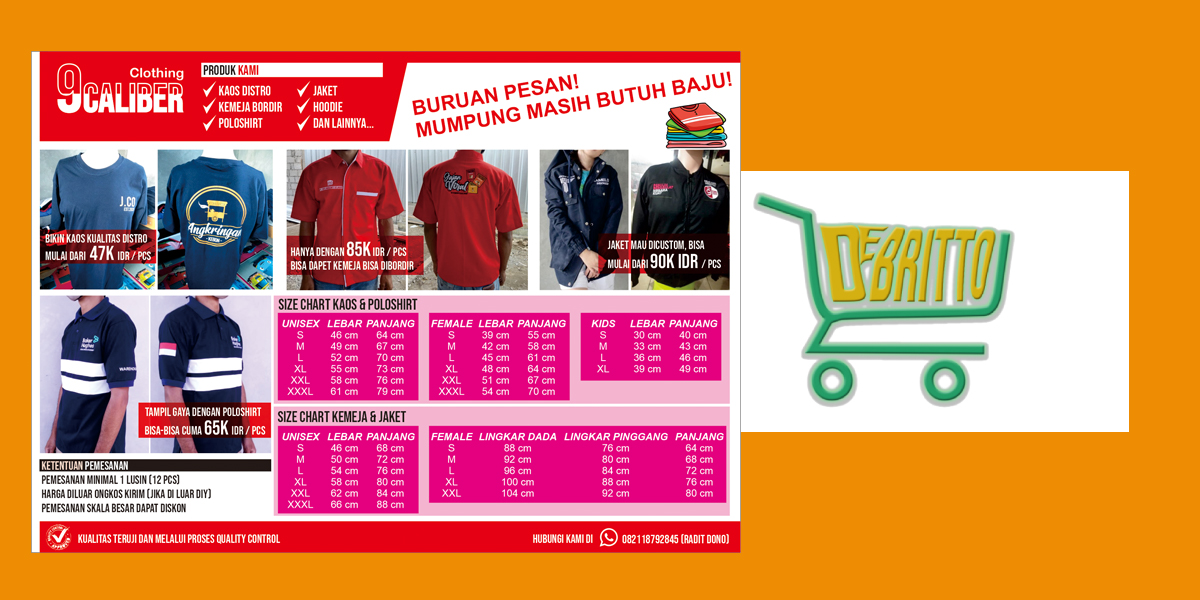 9 Clothing
CALIBER
PRODUK KAMI
KAOS DISTRO
KEMEJA BORDIR
POLOSHIRT
JAKET
HOODIE
DAN LAINNYA...
BURUAN PESAN!
MUMPUNG MASIH BUTUH BAJU!
J.CO
Angkringan
BIKIN KAOS KUALITAS DISTRO
MULAI DARI 47K IDR / PCS
HANYA DENGAN 85K IDR / PCS
BISA DAPET KEMEJA BISA DIBORDIR
JAKET MAU DICUSTOM, BISA
MULAI DARI 90K IDR / PCS
Baker
Hughes
TAMPIL GAYA DENGAN POLOSHIRT
BISA-BISA CUMA 65K IDR / PCS
SIZE CHART KAOS & POLOSHIRT
UNISEX LEBAR PANJANG
S 46 cm 64 cm
M 49 cm 67 cm
L 52 cm 70 cm
XL 55 cm 73 cm
XXL 58 cm 76 cm
XXXL 61 cm 79 cm
FEMALE LEBAR PANJANG
S 39 cm 55 cm
M 42 cm 58 cm
L 45 cm 61 cm
XL 48 cm 64 cm
XXL 51 cm 67 cm
XXXL 54 cm 70 cm
KIDS LEBAR PANJANG
S 30 cm 40 cm
M 33 cm 43 cm
L 36 cm 46 cm
XL 39 cm 49 cm
SIZE CHART KEMEJA & JAKET
UNISEX LEBAR PANJANG
S 46 cm 68 cm
M 50 cm 72 cm
L 54 cm 76 cm
XL 58 cm 80 cm
XXL 62 cm 84 cm
XXXL 66 cm 88 cm
FEMALE LINGKAR DADA LINGKAR PINGGANG PANJANG
S 88 cm 76 cm 64 cm
M 92 cm 80 cm 68 cm
L 96 cm 84 cm 72 cm
XL 100 cm 88 cm 76 cm
XXL 104 cm 92 cm 80 cm
KETENTUAN PEMESANAN
PEMESANAN MINIMAL 1 LUSIN (12 PCS)
HARGA DILUAR ONGKOS KIRIM (JIKA DI LUAR DIY)
PEMESANAN SKALA BESAR DAPAT DISKON
KUALITAS TERUJI DAN MELALUI PROSES QUALITY CONTROL
HUBUNGI KAMI DI 082118792845 (RADIT DONO)
DEBRITTO